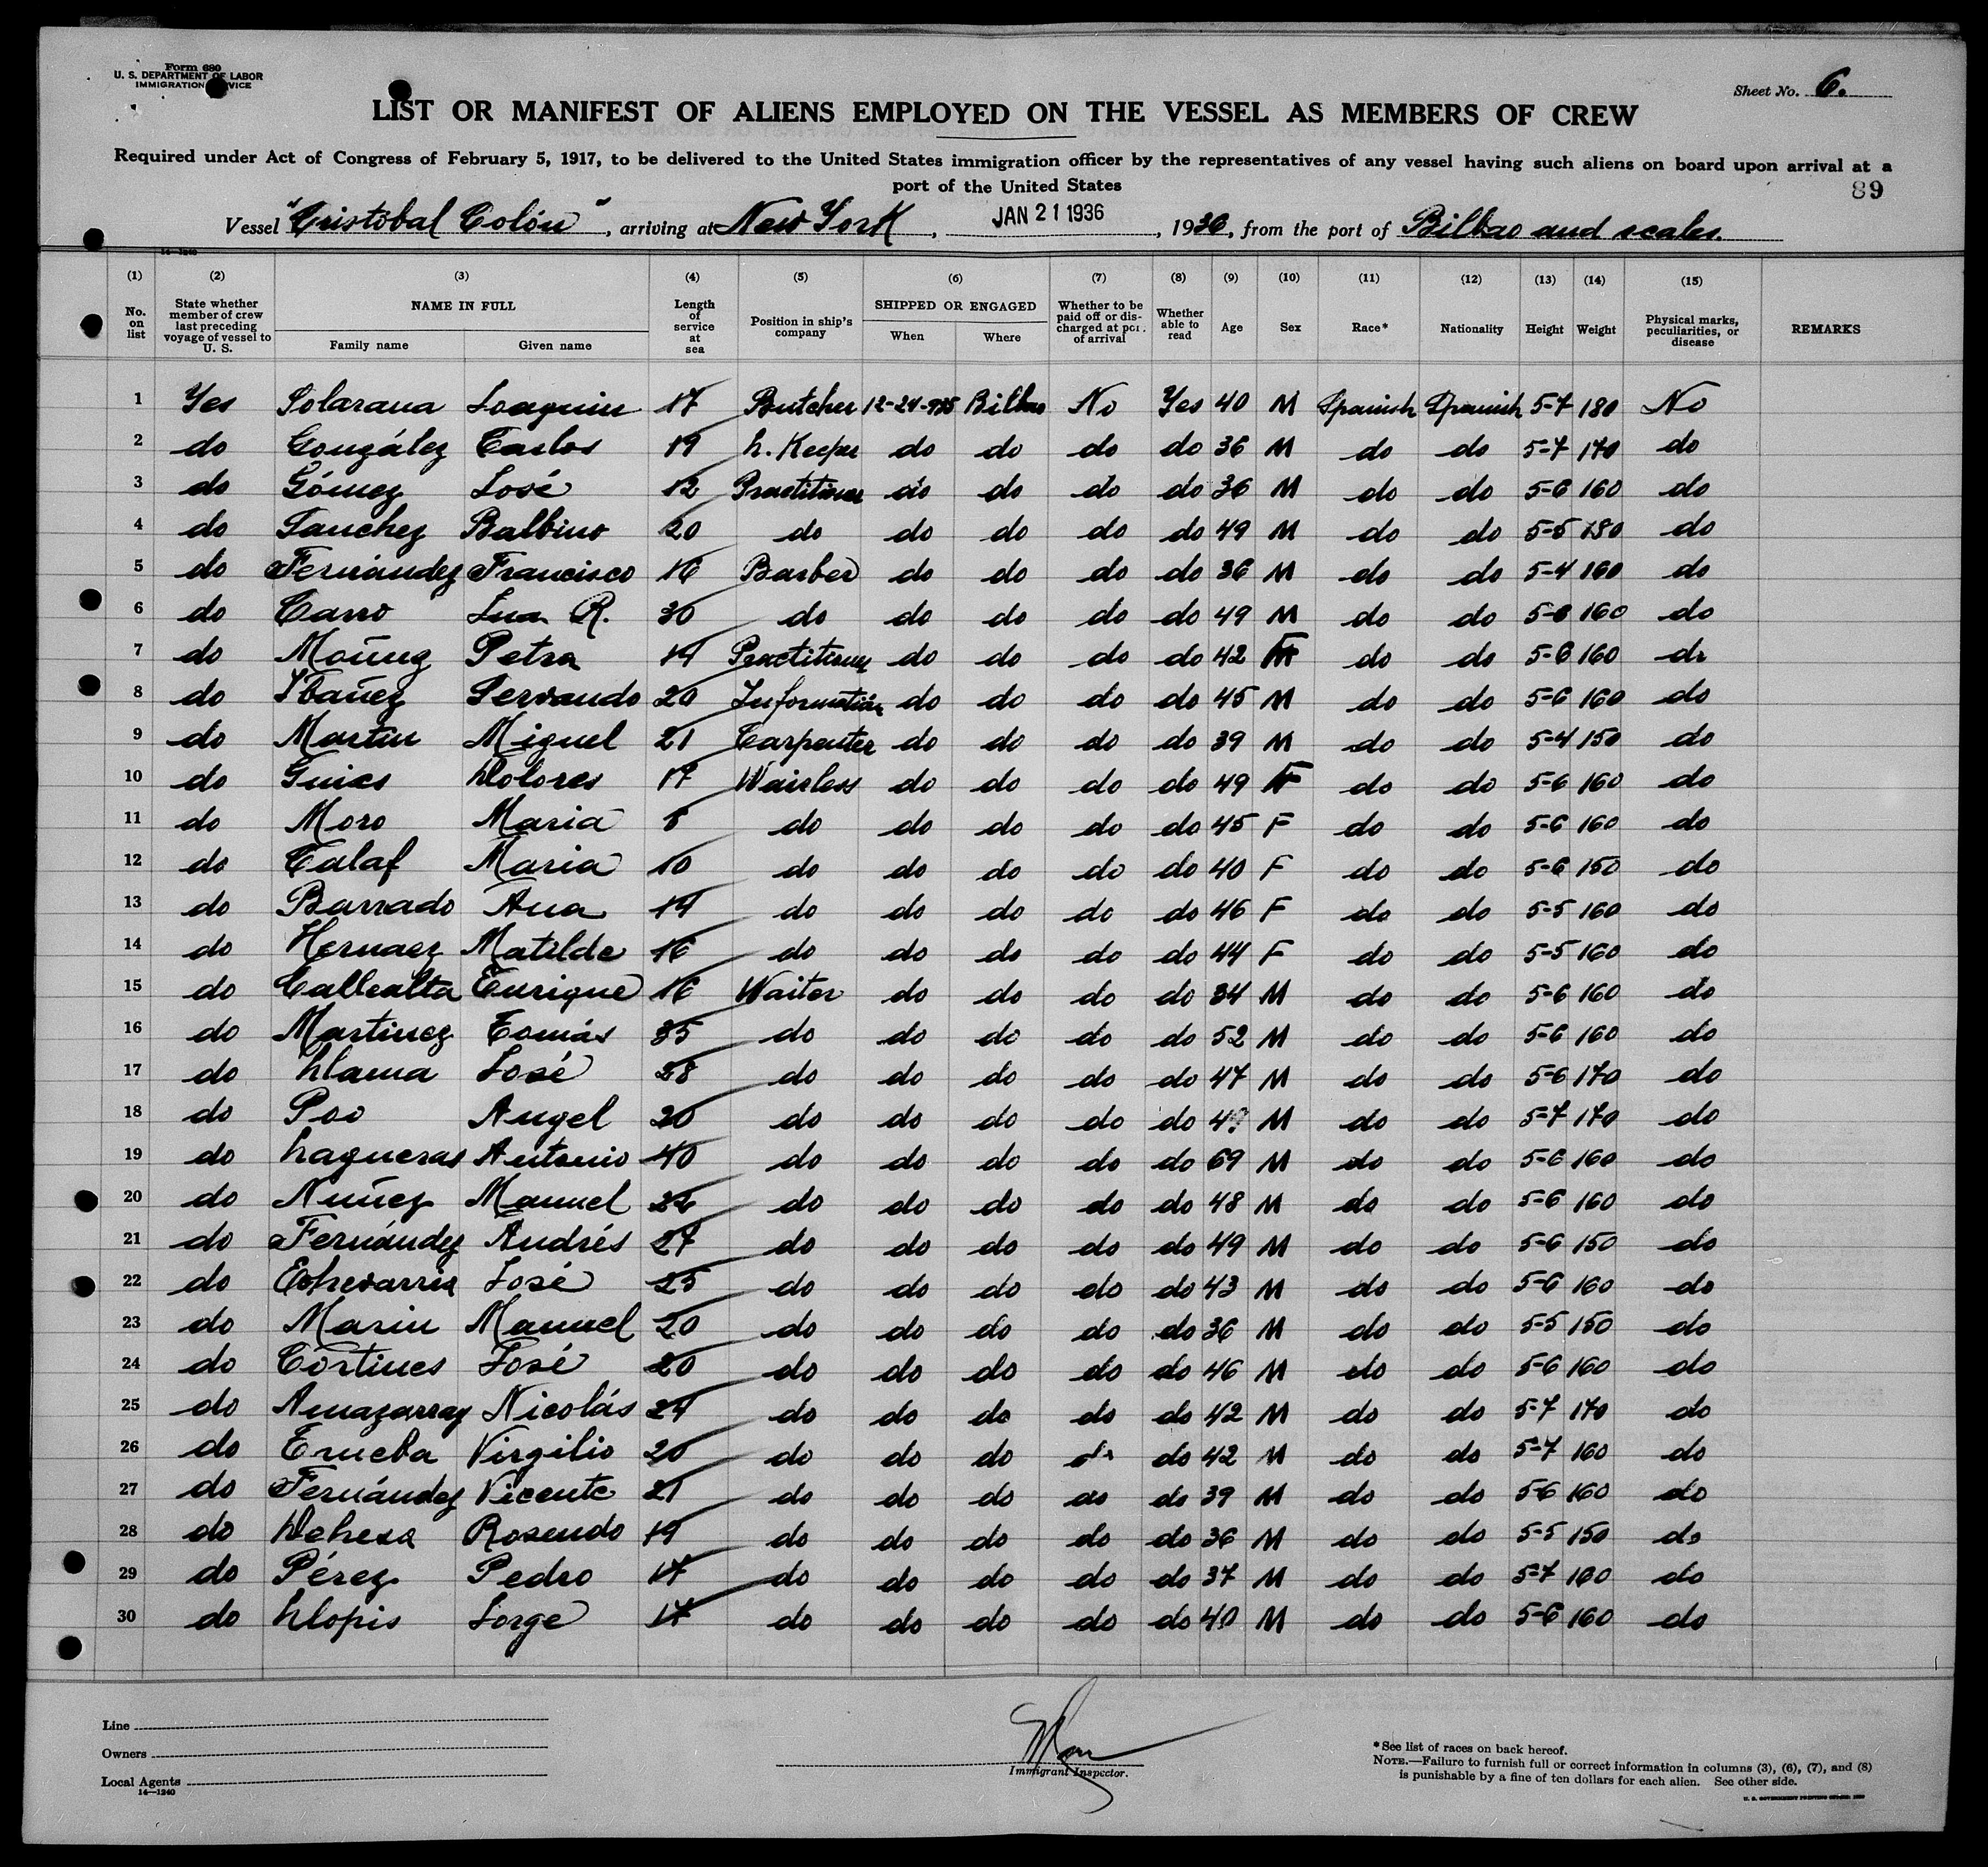 Form 680
U. S. DEPARTMENT OF LABOR
IMMIGRATION SERVICE
Sheet No. 6.
LIST OR MANIFEST OF ALIENS EMPLOYED ON THE VESSEL AS MEMBERS OF CREW
Required under Act of Congress of February 5, 1917, to be delivered to the United States immigration officer by the representatives of any vessel having such aliens on board upon arrival at a
port of the United States
89
Vessel "Cristóbal Colón", arriving at New York, JAN 21 1936, 1936, from the port of Bilbao and scales.
14-1240
(1) (2) (3) (4) (5) (6) (7) (8) (9) (10) (11) (12) (13) (14) (15)
No. on list State whether member of crew last preceding voyage of vessel to U. S. NAME IN FULL Family name Given name Length of service at sea Position in ship's company SHIPPED OR ENGAGED When Where Whether to be paid off or discharged at port of arrival Whether able to read Age Sex Race* Nationality Height Weight Physical marks, peculiarities, or disease REMARKS
1 Yes Solarana Joaquin 17 Butcher 12-24-935 Bilbao No Yes 40 M Spanish Spanish 5-7 180 No
2 do González Carlos 19 L. Keeper do do do do 36 M do do 5-7 170 do
3 do Gómez José 12 Practitioner do do do do 36 M do do 5-6 160 do
4 do Sanchez Balbino 20 do do do do do 49 M do do 5-5 180 do
5 do Fernández Francisco 16 Barber do do do do 36 M do do 5-4 160 do
6 do Carro R. 30 do do do do do 49 M do do 160 do
7 do Petra 19 Practitioner do do do do 42 do do 5-6 160 do
8 do Ibañez Servando 20 Information do do do do 45 M do do 5-6 160 do
9 do Martin Miguel 21 Carpenter do do do do 39 M do do 5-4 150 do
10 do Dolores Wairless do do do do 49 F do do 5-6 160 do
11 do Moro Maria 8 do do do do do 45 F do do 5-6 160 do
12 do Calaf Maria 10 do do do do do 40 F do do 5-6 150 do
13 do Barrado Ana 19 do do do do do 46 F do do 5-5 160 do
14 do Hernaez Matilde 16 do do do do do 44 F do do 5-5 160 do
15 do Callealta Enrique 16 Waiter do do do do 34 M do do 5-6 160 do
16 do Martinez Tomás 35 do do do do do 52 M do do 5-6 160 do
17 do Llama José do do do do do 47 M do do 5-6 170 do
18 do Poo Angel 20 do do do do do M do do 5-7 170 do
19 do Laqueras Antonio 40 do do do do do 69 M do do 5-6 160 do
20 do Nuñez Manuel 26 do do do do do 48 M do do 5-6 160 do
21 do Fernández Andrés 27 do do do do do 49 M do do 5-6 150 do
22 do Echevarria José 25 do do do do do 43 M do do 5-6 160 do
23 do Marin Manuel 20 do do do do do 36 M do do 5-5 150 do
24 do Cortines José 20 do do do do do 46 M do do 5-6 160 do
25 do Amazarray Nicolás 29 do do do do do 42 M do do 5-7 170 do
26 do Trueba Virgilio 20 do do do do do 42 M do do 5-7 160 do
27 do Fernández Vicente 21 do do do do do 39 M do do 5-6 160 do
28 do Dehesa Rosendo 19 do do do do do 36 M do do 5-5 150 do
29 do Pérez Pedro 17 do do do do do 37 M do do 5-7 160 do
30 do Llopis Jorge 17 do do do do do 40 M do do 5-6 160 do
Line
Owners
Local Agents
14-1240
Immigrant Inspector.
*See list of races on back hereof.
NOTE.—Failure to furnish full or correct information in columns (3), (6), (7), and (8)
is punishable by a fine of ten dollars for each alien. See other side.